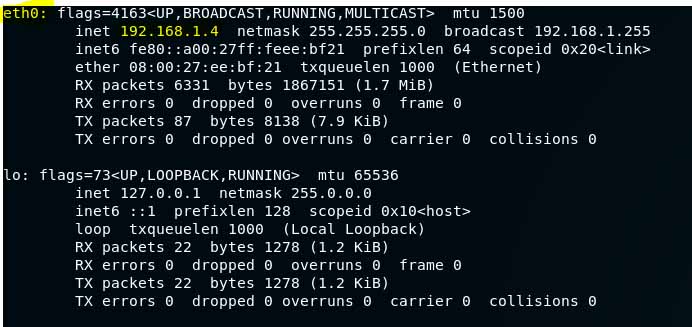 eth0: flags=4163<UP,BROADCAST,RUNNING,MULTICAST>  mtu 1500
        inet 192.168.1.4  netmask 255.255.255.0  broadcast 192.168.1.255
        inet6 fe80::a00:27ff:feee:bf21  prefixlen 64  scopeid 0x20<link>
        ether 08:00:27:ee:bf:21  txqueuelen 1000  (Ethernet)
        RX packets 6331  bytes 1867151 (1.7 MiB)
        RX errors 0  dropped 0  overruns 0  frame 0
        TX packets 87  bytes 8138 (7.9 KiB)
        TX errors 0  dropped 0 overruns 0  carrier 0  collisions 0

lo: flags=73<UP,LOOPBACK,RUNNING>  mtu 65536
        inet 127.0.0.1  netmask 255.0.0.0
        inet6 ::1  prefixlen 128  scopeid 0x10<host>
        loop  txqueuelen 1000  (Local Loopback)
        RX packets 22  bytes 1278 (1.2 KiB)
        RX errors 0  dropped 0  overruns 0  frame 0
        TX packets 22  bytes 1278 (1.2 KiB)
        TX errors 0  dropped 0 overruns 0  carrier 0  collisions 0